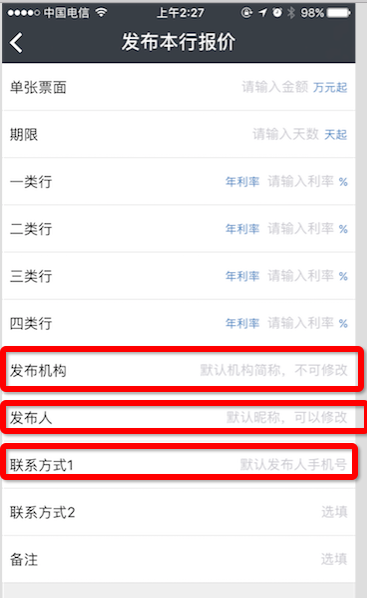 中国电信 上午2:27 98%
发布本行报价
单张票面 请输入金额 万元起
期限 请输入天数 天起
一类行 年利率 请输入利率 %
二类行 年利率 请输入利率 %
三类行 年利率 请输入利率 %
四类行 年利率 请输入利率 %
发布机构 默认机构简称，不可修改
发布人 默认昵称，可以修改
联系方式1 默认发布人手机号
联系方式2 选填
备注 选填